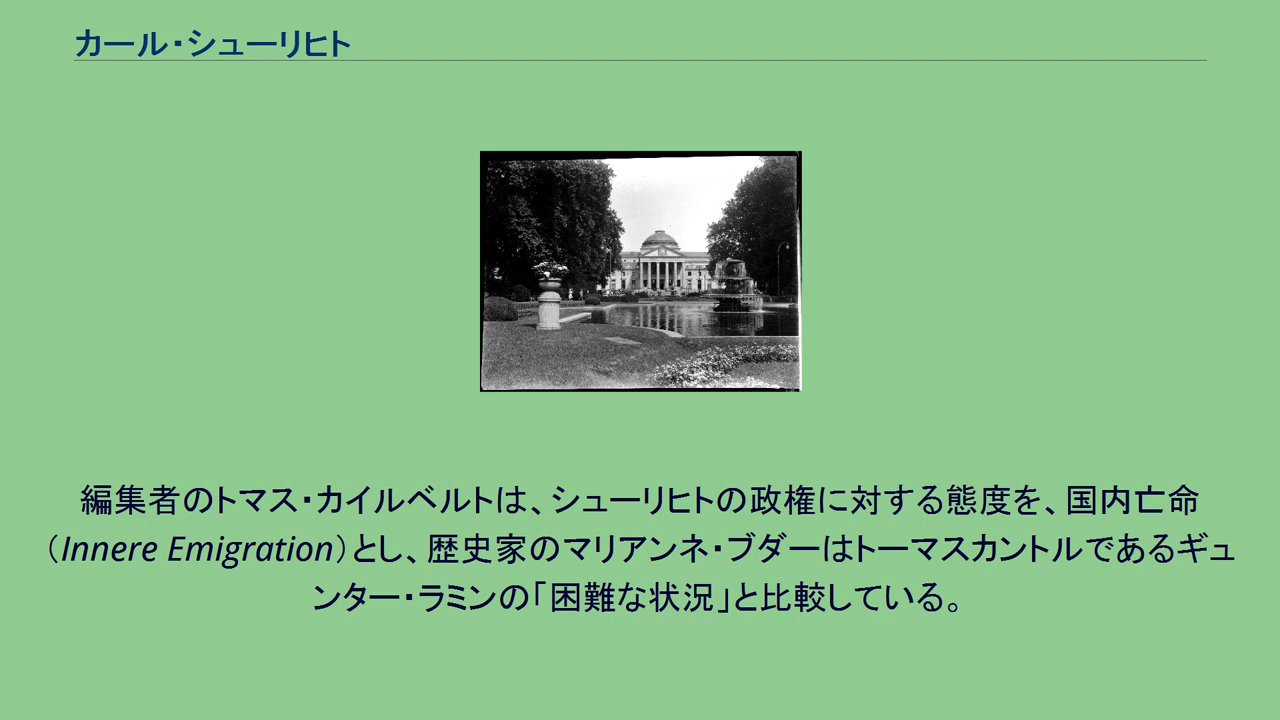 カール・シューリヒト
編集者のトマス・カイルベルトは、シューリヒトの政権に対する態度を、国内亡命
（Innere Emigration）とし、歴史家のマリアンネ・ブダーはトーマスカントルであるギュ
ンター・ラミンの「困難な状況」と比較している。